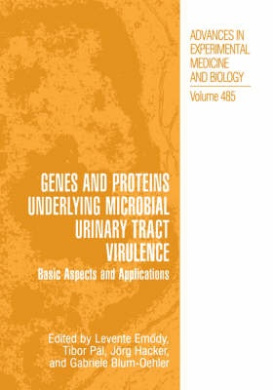 ADVANCES IN
EXPERIMENTAL
MEDICINE
AND BIOLOGY
Volume 485
GENES AND PROTEINS
UNDERLYING MICROBIAL
URINARY TRACT
VIRULENCE
Basic Aspects and Applications
Edited by Levente Emődy,
Tibor Pál, Jörg Hacker,
and Gabriele Blum-Oehler